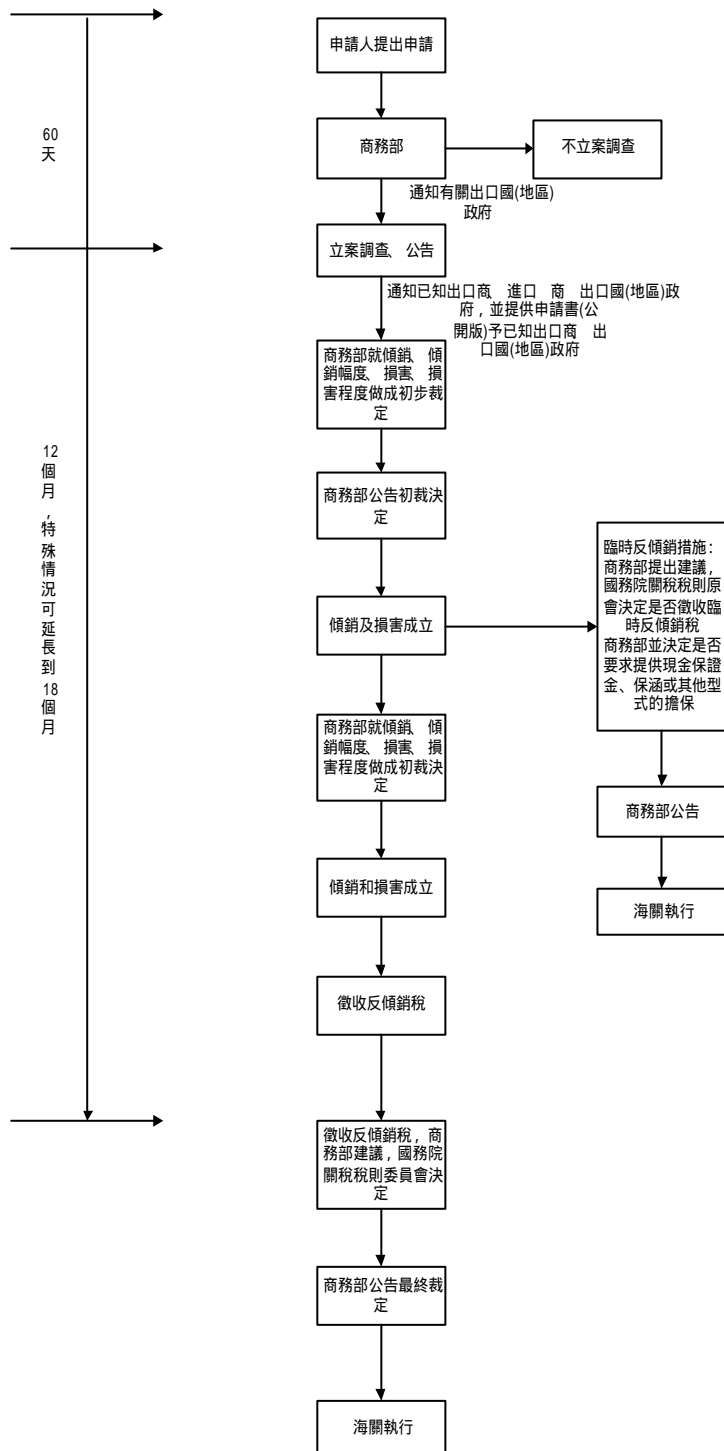 申請人提出申請
60
天
商務部
不立案調查
通知有關出口國(地區)
政府
立案調查、公告
通知已知出口商、進口 商、出口國(地區)政
府，並提供申請書(公
開版)予已知出口商、出
口國(地區)政府
商務部就傾銷、傾
銷幅度、損害、損
害程度做成初步裁
定
12
個
月
，
特
殊
情
況
可
延
長
到
18
個
月
商務部公告初裁決
定
傾銷及損害成立
臨時反傾銷措施：
商務部提出建議，
國務院關稅稅則原
會決定是否徵收臨
時反傾銷稅
商務部並決定是否
要求提供現金保證
金、保涵或其他型
式的擔保
商務部就傾銷、傾
銷幅度、損害、損
害程度做成初裁決
定
商務部公告
傾銷和損害成立
海關執行
徵收反傾銷稅
徵收反傾銷稅，商
務部建議，國務院
關稅稅則委員會決
定
商務部公告最終裁
定
海關執行